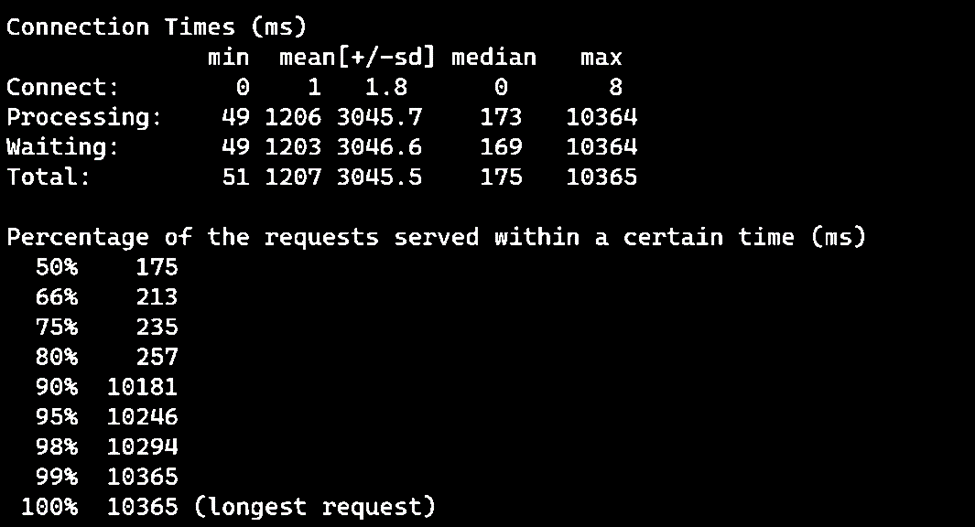 Connection Times (ms)
              min  mean[+/-sd] median   max
Connect:        0    1   1.8      0       8
Processing:    49 1206 3045.7    173   10364
Waiting:       49 1203 3046.6    169   10364
Total:         51 1207 3045.5    175   10365

Percentage of the requests served within a certain time (ms)
  50%    175
  66%    213
  75%    235
  80%    257
  90%  10181
  95%  10246
  98%  10294
  99%  10365
 100%  10365 (longest request)